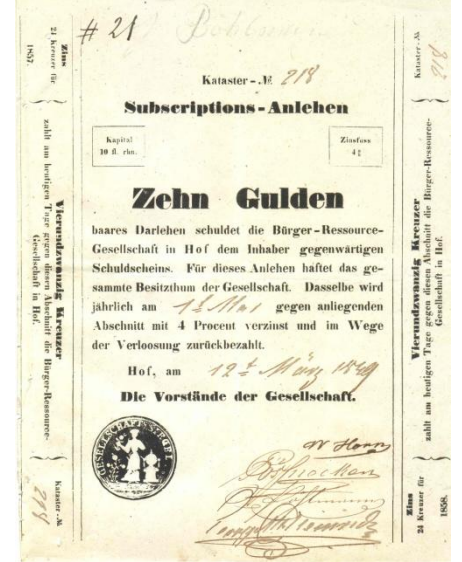 # 21
Kataster - № 218
Subscriptions - Anlehen
Kapital
10 fl. rhn.
Zinsfuss
4%
Zehn Gulden
baares Darlehen schuldet die Bürger - Ressource-
Gesellschaft in Hof dem Inhaber gegenwärtigen
Schuldscheins. Für dieses Anlehen haftet das ge-
sammte Besitzthum der Gesellschaft. Dasselbe wird
jährlich am 1t Mai gegen anliegenden
Abschnitt mit 4 Procent verzinst und im Wege
der Verloosung zurückbezahlt.
Hof, am 12t März 1849
Die Vorstände der Gesellschaft.
W Horn
GESELLSCHAFTS SIEGEL
Zins
24 Kreuzer für
1857.
Vierundzwanzig Kreuzer
zahlt am heutigen Tage gegen diesen Abschnitt die Bürger-Ressource-
Gesellschaft in Hof.
Kataster - №
218
Kataster - №
218
Vierundzwanzig Kreuzer
zahlt am heutigen Tage gegen diesen Abschnitt die Bürger-Ressource-
Gesellschaft in Hof.
Zins
24 Kreuzer für
1858.